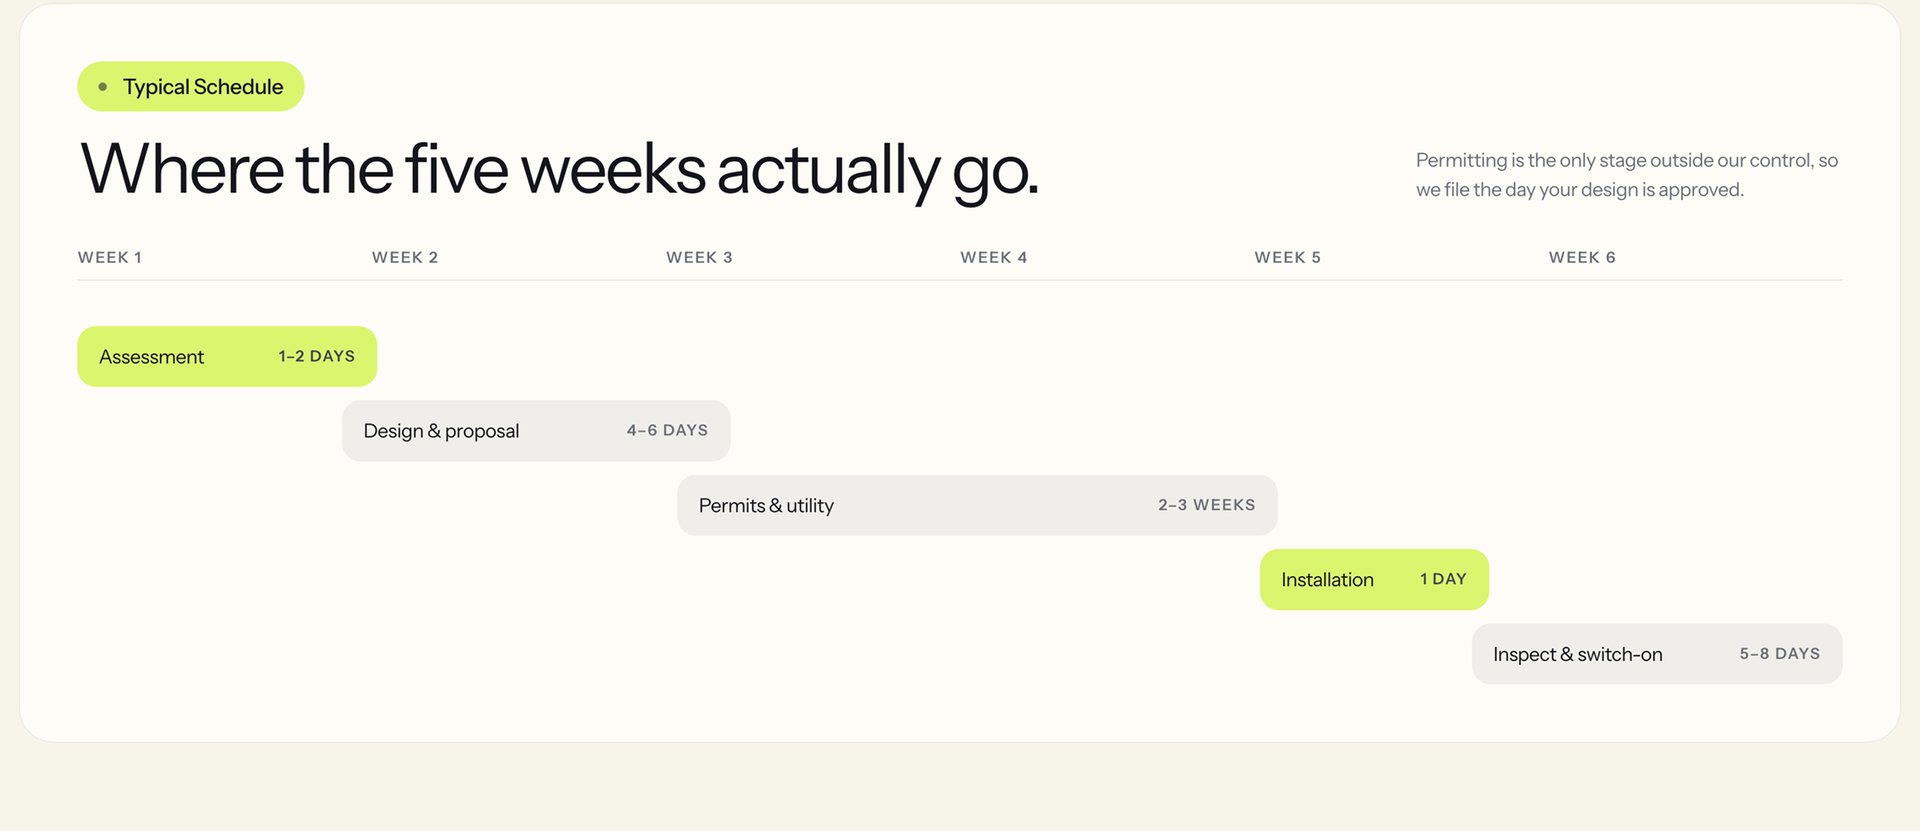 Typical Schedule
Where the five weeks actually go.
Permitting is the only stage outside our control, so
we file the day your design is approved.
WEEK 1 WEEK 2 WEEK 3 WEEK 4 WEEK 5 WEEK 6
Assessment 1–2 DAYS
Design & proposal 4–6 DAYS
Permits & utility 2–3 WEEKS
Installation 1 DAY
Inspect & switch-on 5–8 DAYS